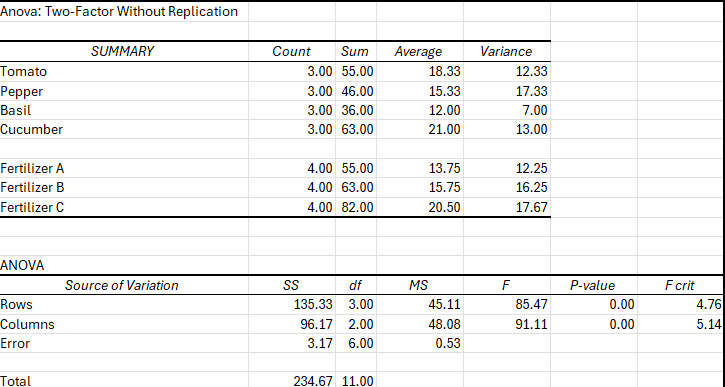 Anova: Two-Factor Without Replication
SUMMARY Count Sum Average Variance
Tomato 3.00 55.00 18.33 12.33
Pepper 3.00 46.00 15.33 17.33
Basil 3.00 36.00 12.00 7.00
Cucumber 3.00 63.00 21.00 13.00
Fertilizer A 4.00 55.00 13.75 12.25
Fertilizer B 4.00 63.00 15.75 16.25
Fertilizer C 4.00 82.00 20.50 17.67
ANOVA
Source of Variation SS df MS F P-value F crit
Rows 135.33 3.00 45.11 85.47 0.00 4.76
Columns 96.17 2.00 48.08 91.11 0.00 5.14
Error 3.17 6.00 0.53
Total 234.67 11.00